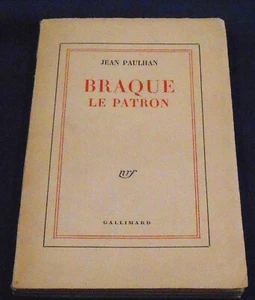 JEAN PAULHAN
BRAQUE
LE PATRON
nrf
GALLIMARD